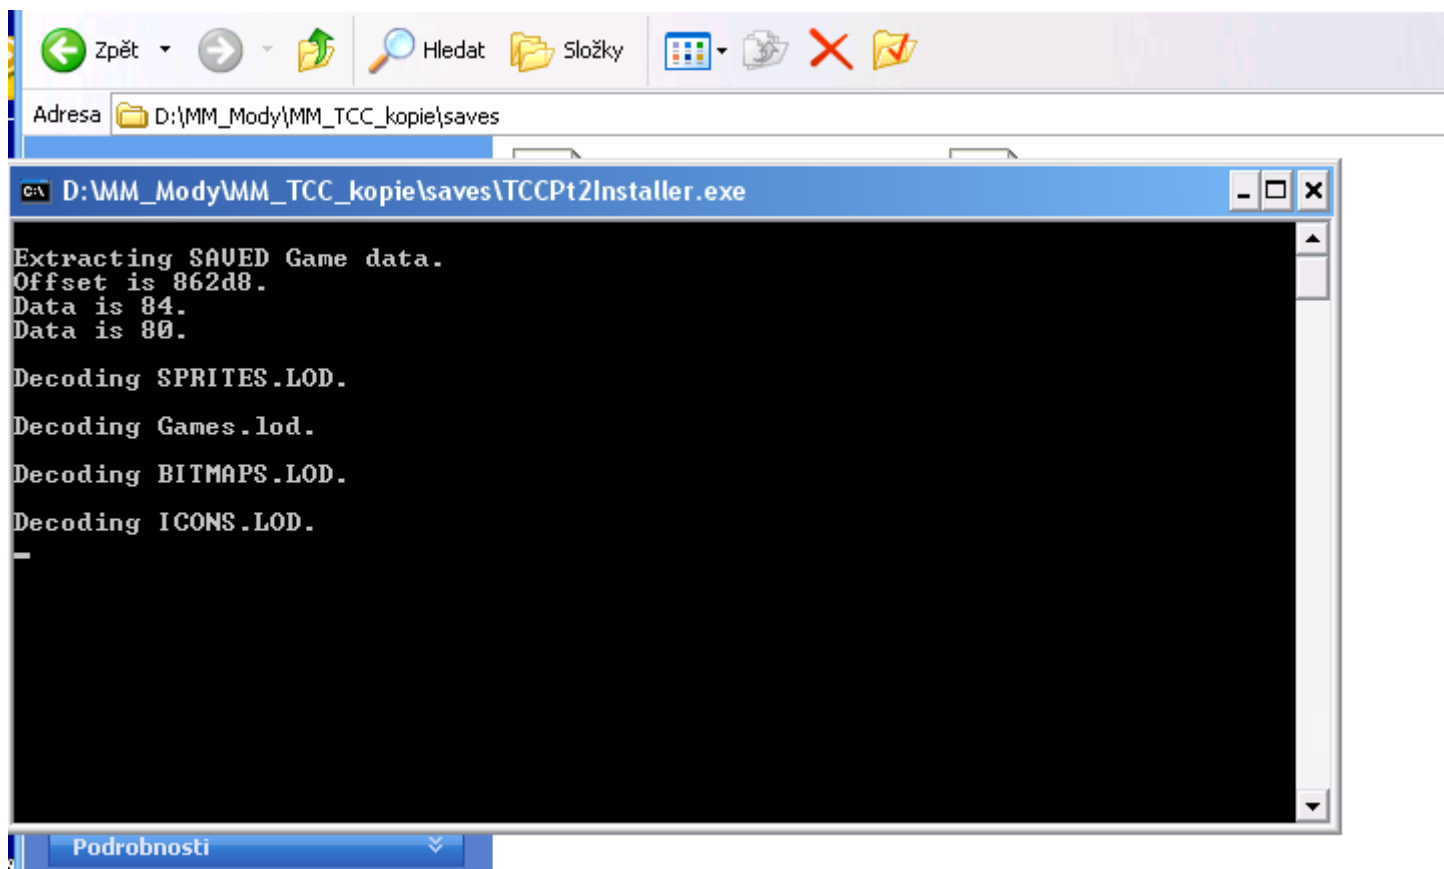 Zpět
Hledat
Složky
Adresa D:\MM_Mody\MM_TCC_kopie\saves
D:\MM_Mody\MM_TCC_kopie\saves\TCCPt2Installer.exe
Extracting SAVED Game data.
Offset is 862d8.
Data is 84.
Data is 80.
Decoding SPRITES.LOD.
Decoding Games.lod.
Decoding BITMAPS.LOD.
Decoding ICONS.LOD.
Podrobnosti